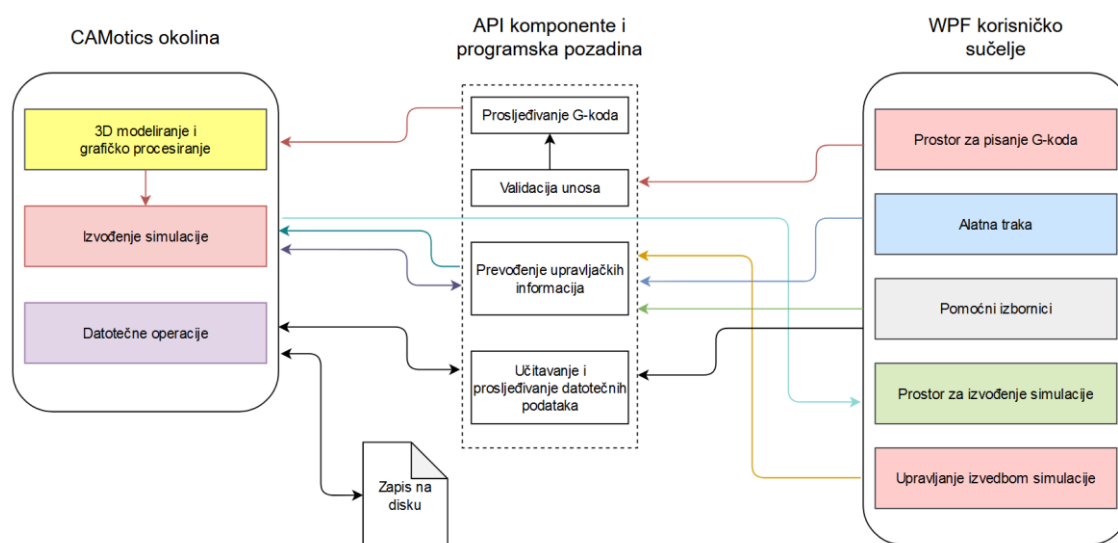 CAMotics okolina
API komponente i
programska pozadina
WPF korisničko
sučelje
3D modeliranje i
grafičko procesiranje
Izvođenje simulacije
Datotečne operacije
Prosljeđivanje G-koda
Validacija unosa
Prevođenje upravljačkih
informacija
Učitavanje i
prosljeđivanje datotečnih
podataka
Zapis na
disku
Prostor za pisanje G-koda
Alatna traka
Pomoćni izbornici
Prostor za izvođenje simulacije
Upravljanje izvedbom simulacije